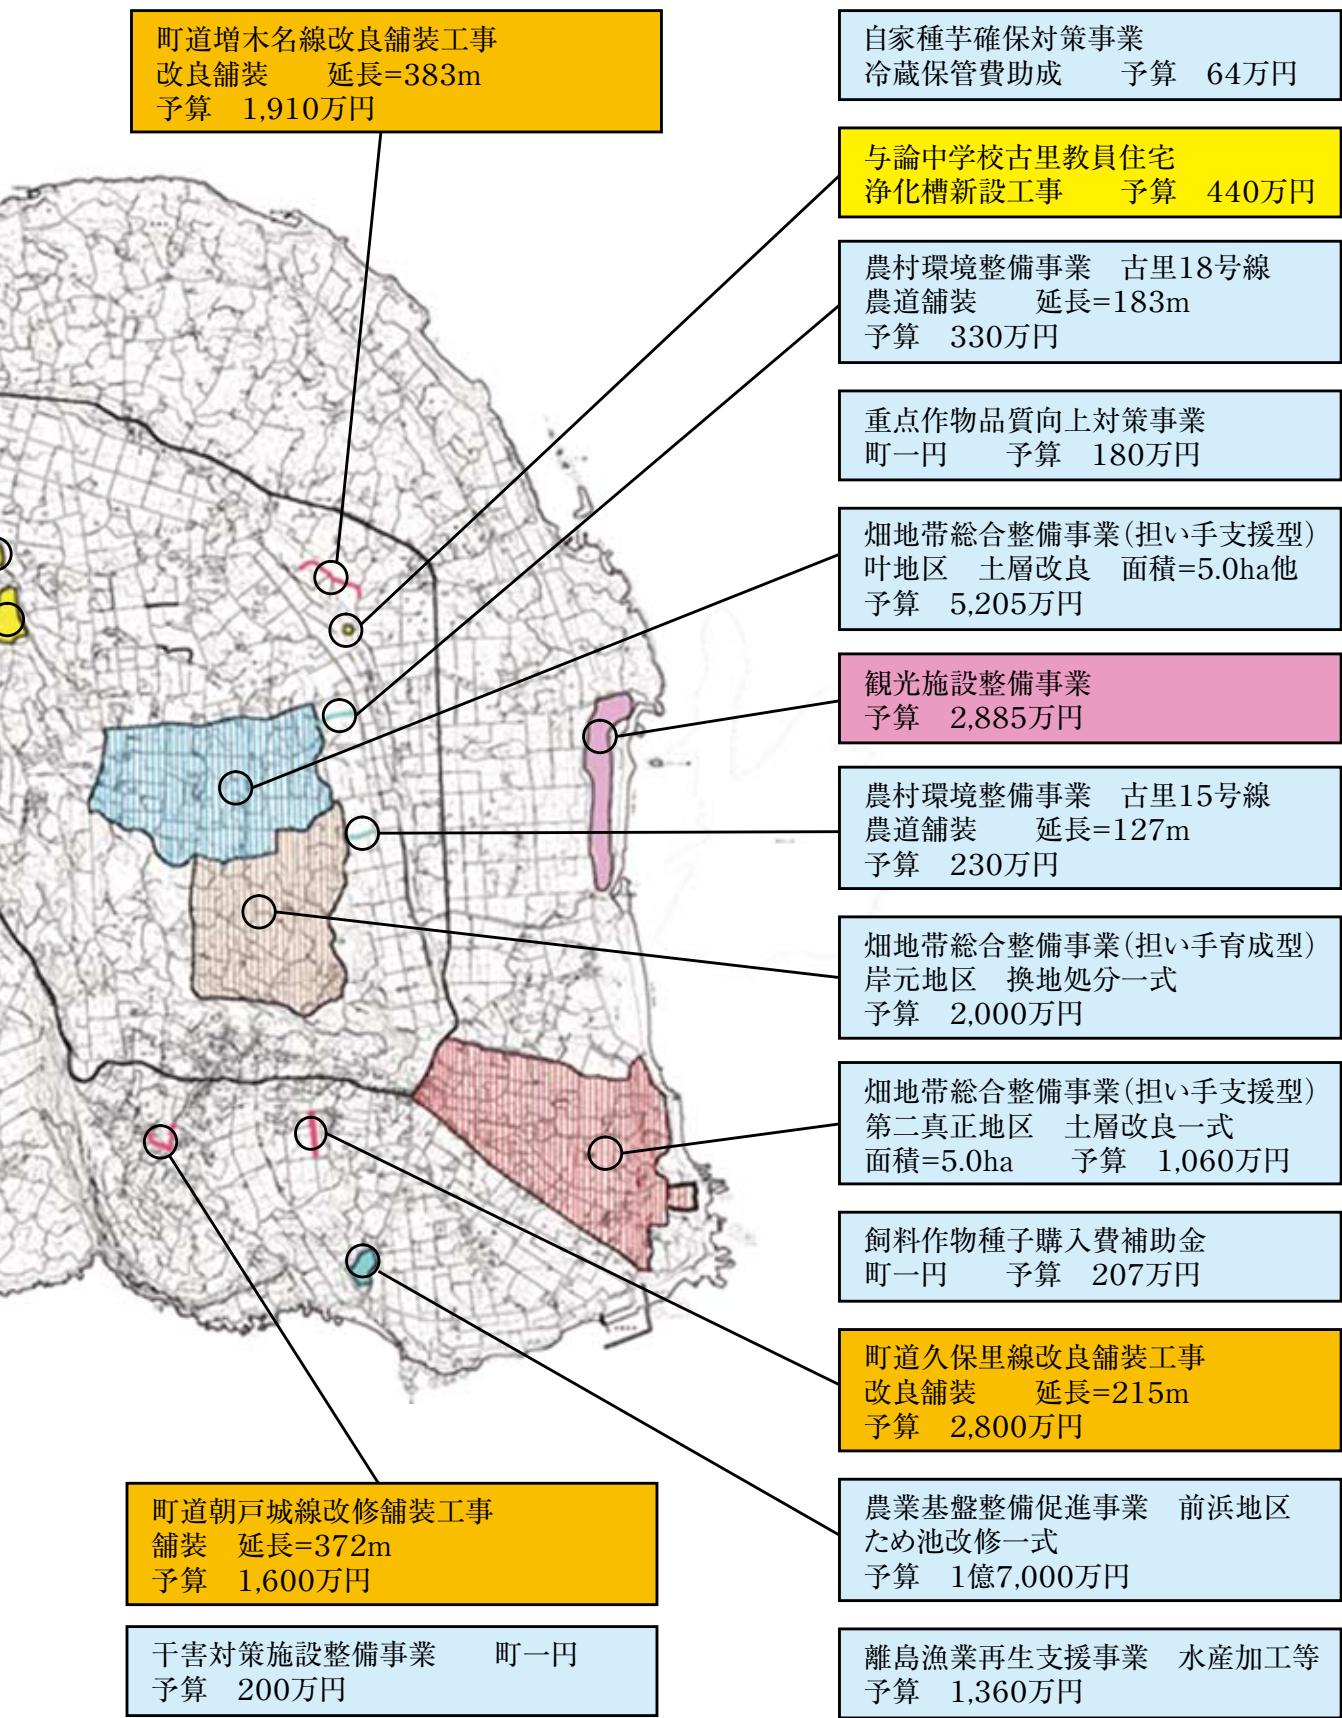 町道増木名線改良舗装工事
改良舗装　　延長=383m
予算　1,910万円
自家種芋確保対策事業
冷蔵保管費助成　　予算　64万円
与論中学校古里教員住宅
浄化槽新設工事　　予算　440万円
農村環境整備事業　古里18号線
農道舗装　　延長=183m
予算　330万円
重点作物品質向上対策事業
町一円　　予算　180万円
畑地帯総合整備事業(担い手支援型)
叶地区　土層改良　面積=5.0ha他
予算　5,205万円
観光施設整備事業
予算　2,885万円
農村環境整備事業　古里15号線
農道舗装　　延長=127m
予算　230万円
畑地帯総合整備事業(担い手育成型)
岸元地区　換地処分一式
予算　2,000万円
畑地帯総合整備事業(担い手支援型)
第二真正地区　土層改良一式
面積=5.0ha　　予算　1,060万円
飼料作物種子購入費補助金
町一円　　予算　207万円
町道久保里線改良舗装工事
改良舗装　　延長=215m
予算　2,800万円
農業基盤整備促進事業　前浜地区
ため池改修一式
予算　1億7,000万円
離島漁業再生支援事業　水産加工等
予算　1,360万円
町道朝戸城線改修舗装工事
舗装　延長=372m
予算　1,600万円
干害対策施設整備事業　　町一円
予算　200万円